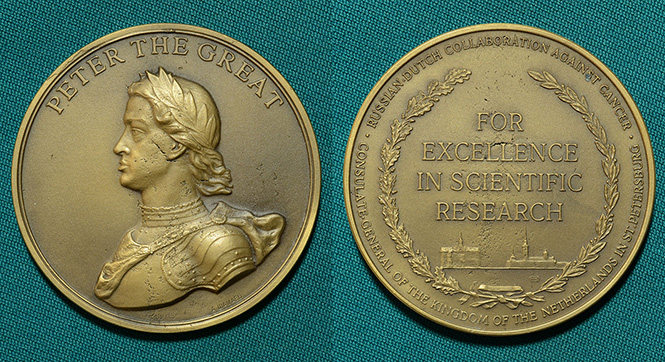 PETER THE GREAT
RUSSIAN-DUTCH COLLABORATION AGAINST CANCER ·
CONSULATE-GENERAL OF THE KINGDOM OF THE NETHERLANDS IN ST.PETERSBURG ·
FOR
EXCELLENCE
IN SCIENTIFIC
RESEARCH